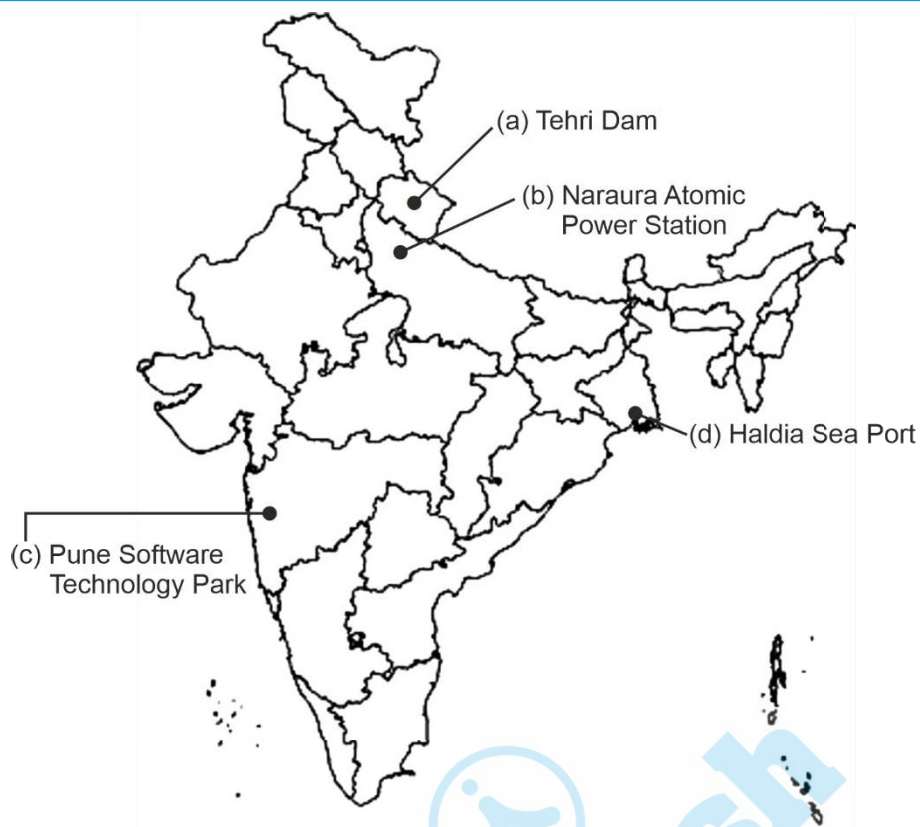 (a) Tehri Dam
(b) Naraura Atomic
Power Station
(d) Haldia Sea Port
(c) Pune Software
Technology Park